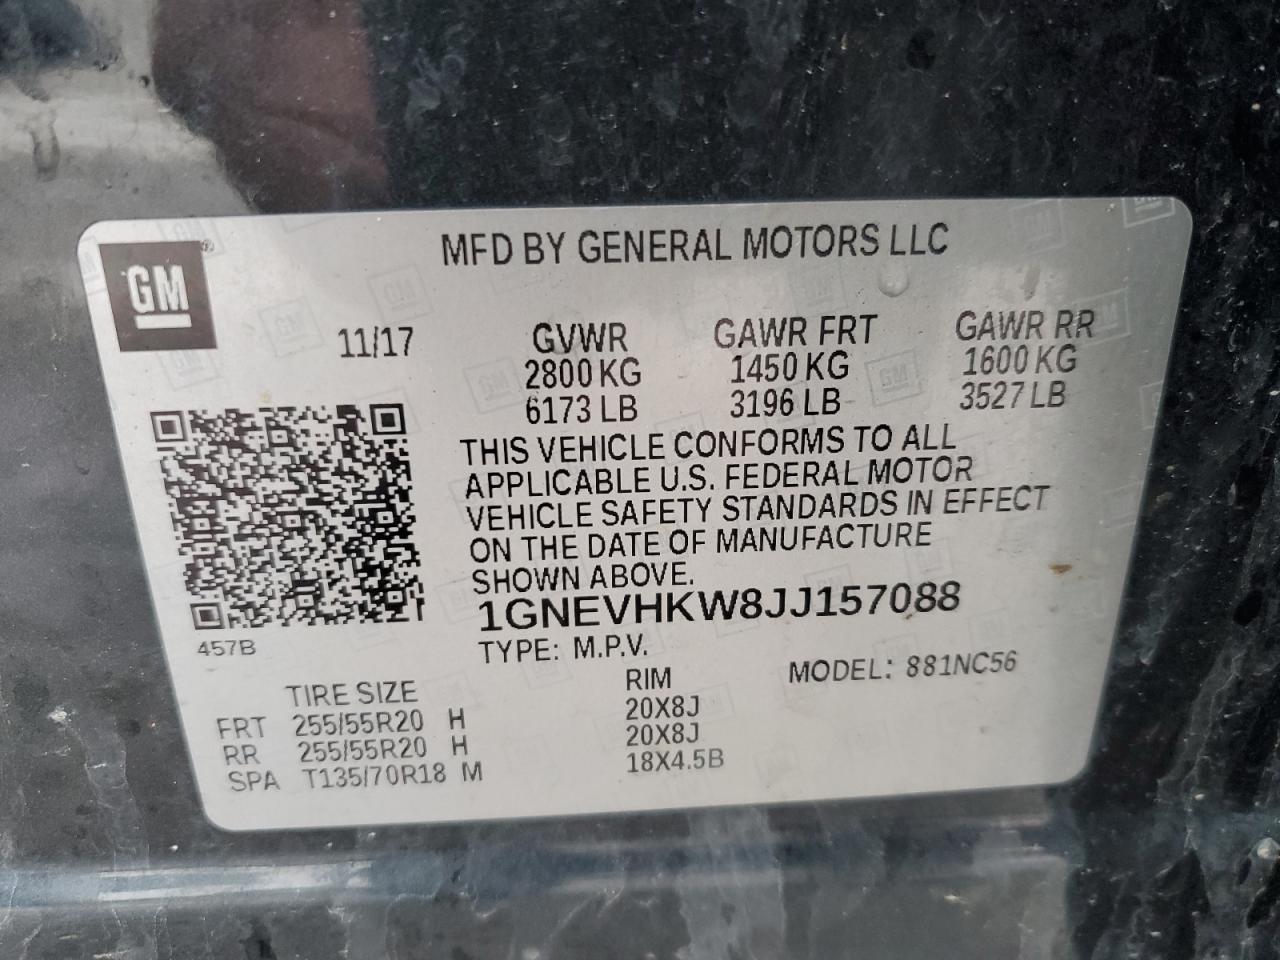 GM ®
MFD BY GENERAL MOTORS LLC
11/17 GVWR GAWR FRT GAWR RR
2800 KG 1450 KG 1600 KG
6173 LB 3196 LB 3527 LB
THIS VEHICLE CONFORMS TO ALL
APPLICABLE U.S. FEDERAL MOTOR
VEHICLE SAFETY STANDARDS IN EFFECT
ON THE DATE OF MANUFACTURE
SHOWN ABOVE.
1GNEVHKW8JJ157088
457B
TYPE: M.P.V. MODEL: 881NC56
TIRE SIZE RIM
FRT 255/55R20 H 20X8J
RR 255/55R20 H 20X8J
SPA T135/70R18 M 18X4.5B